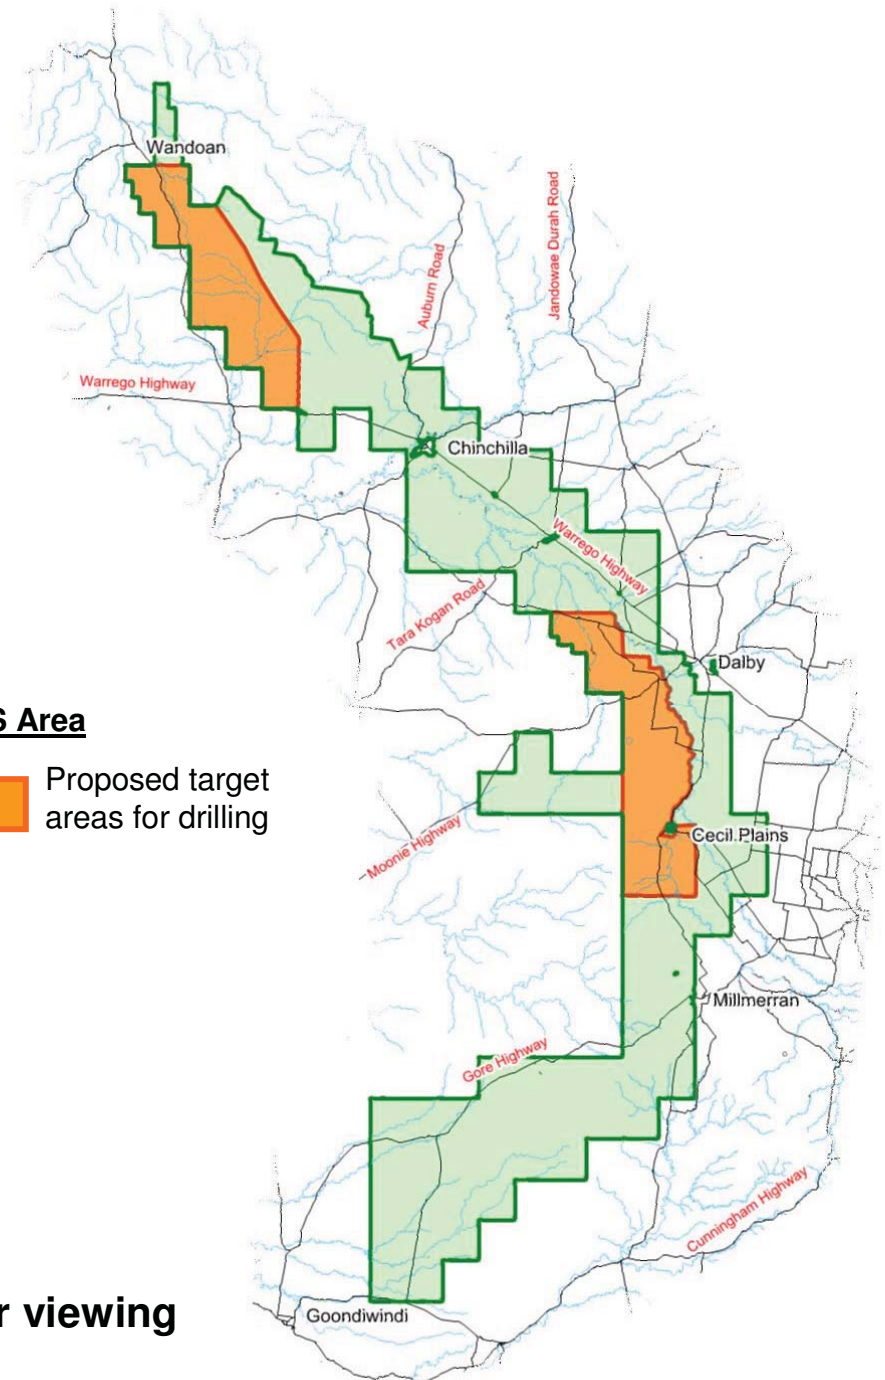 Wandoan
Auburn Road
Jandowae Durah Road
Warrego Highway
Chinchilla
Warrego Highway
Tara Kogan Road
Dalby
S Area
Proposed target
areas for drilling
Moonie Highway
Cecil Plains
Millmerran
Gore Highway
Cunningham Highway
r viewing
Goondiwindi